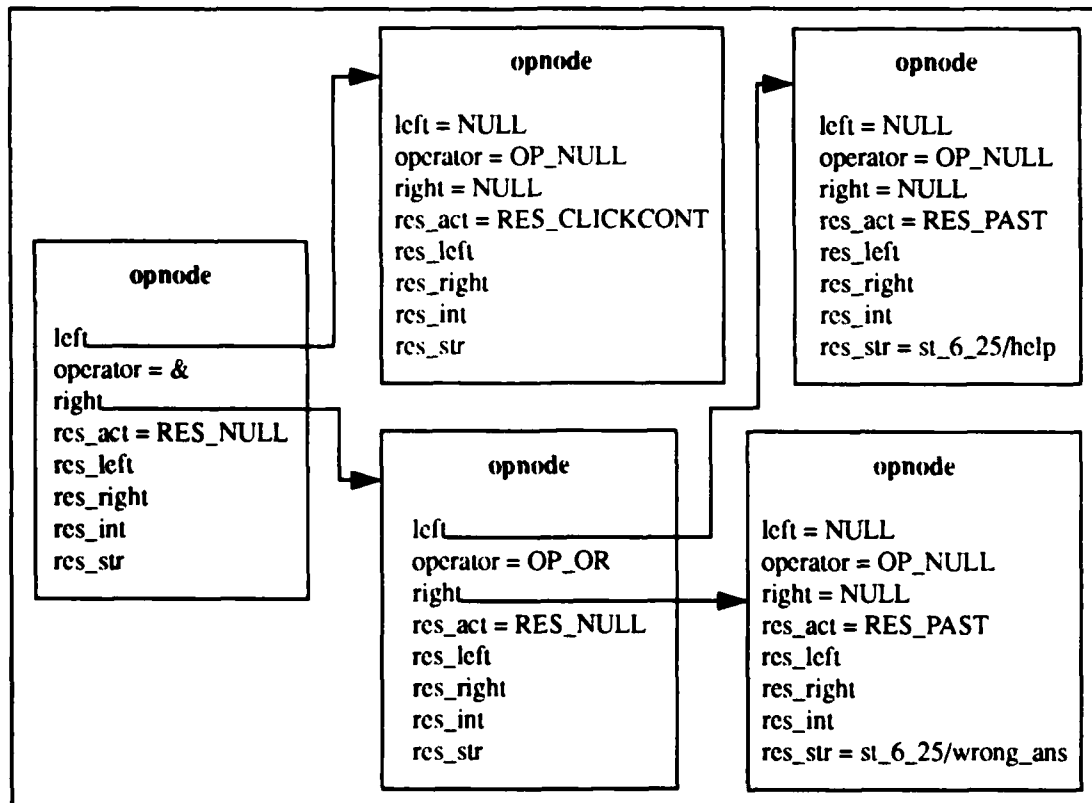 opnode
left
operator = &
right
res_act = RES_NULL
res_left
res_right
res_int
res_str
opnode
left = NULL
operator = OP_NULL
right = NULL
res_act = RES_CLICKCONT
res_left
res_right
res_int
res_str
opnode
left
operator = OP_OR
right
res_act = RES_NULL
res_left
res_right
res_int
res_str
opnode
left = NULL
operator = OP_NULL
right = NULL
res_act = RES_PAST
res_left
res_right
res_int
res_str = st_6_25/help
opnode
left = NULL
operator = OP_NULL
right = NULL
res_act = RES_PAST
res_left
res_right
res_int
res_str = st_6_25/wrong_ans